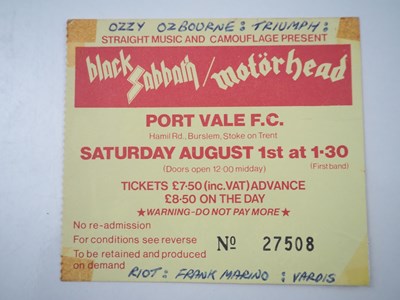 OZZY OZBOURNE : TRIUMPH :
STRAIGHT MUSIC AND CAMOUFLAGE PRESENT
black Sabbath / motörhead
PORT VALE F.C.
Hamil Rd., Burslem, Stoke on Trent
SATURDAY AUGUST 1st at 1·30
(Doors open 12·00 midday) (First band)
TICKETS £7·50 (inc. VAT) ADVANCE
£8·50 ON THE DAY
★WARNING-DO NOT PAY MORE★
No re-admission
For conditions see reverse
Nº 27508
To be retained and produced
on demand
RIOT : FRANK MARINO : VARDIS